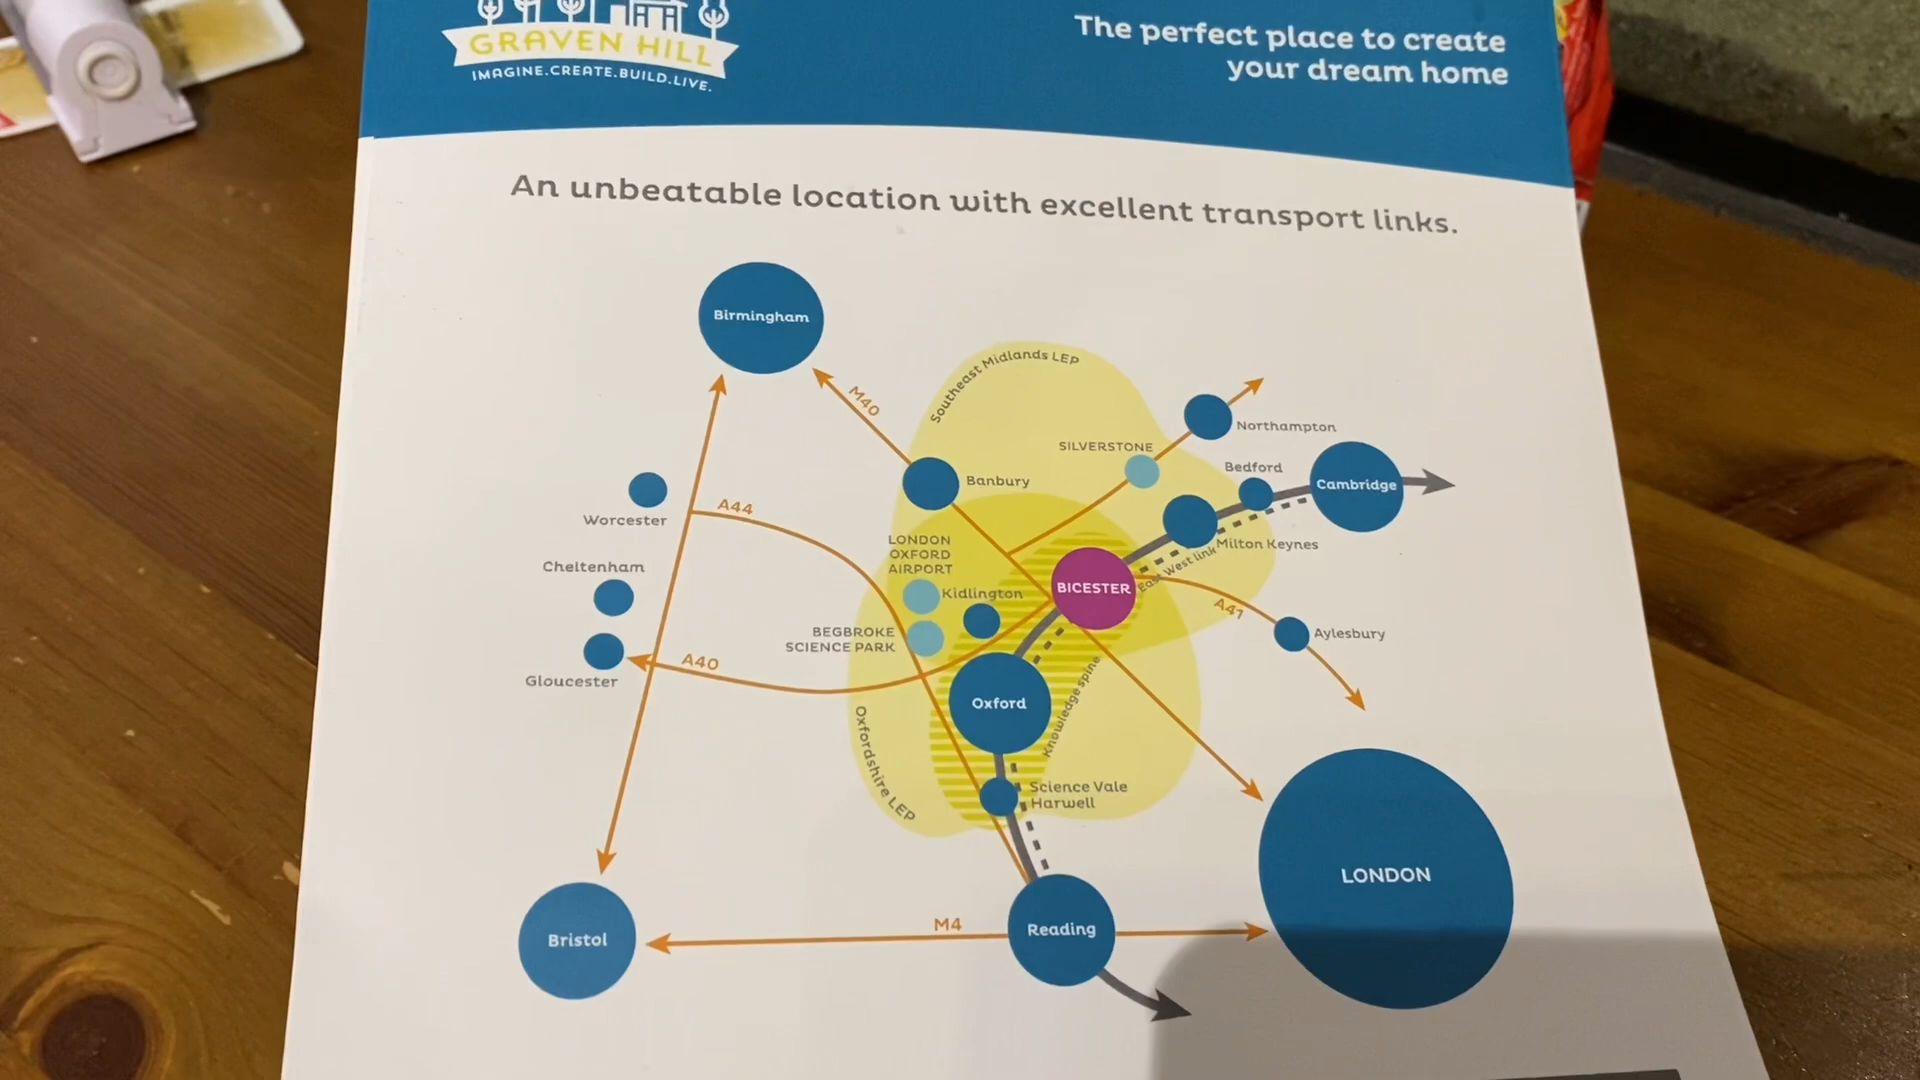 GRAVEN HILL
IMAGINE.CREATE.BUILD.LIVE.
The perfect place to create
your dream home
An unbeatable location with excellent transport links.
Birmingham
M40
Southeast Midlands LEP
Northampton
SILVERSTONE
Bedford
Cambridge
Banbury
Worcester
A44
Milton Keynes
LONDON
OXFORD
AIRPORT
East West link
Cheltenham
Kidlington
BICESTER
A41
Aylesbury
BEGBROKE
SCIENCE PARK
A40
Gloucester
Oxford
Knowledge spine
Oxfordshire LEP
Science Vale
Harwell
LONDON
M4
Reading
Bristol